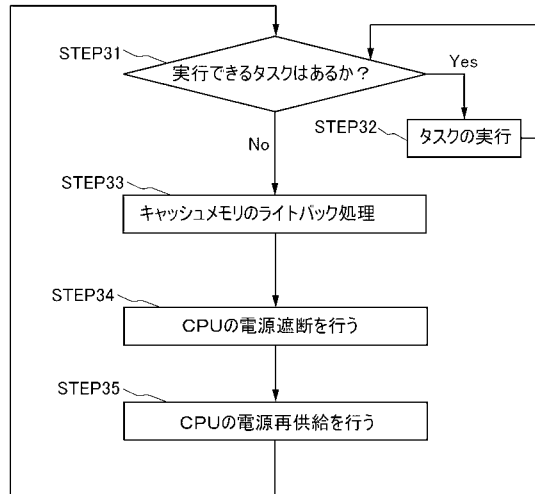 STEP31
実行できるタスクはあるか？
Yes
STEP32
タスクの実行
No
STEP33
キャッシュメモリのライトバック処理
STEP34
CPUの電源遮断を行う
STEP35
CPUの電源再供給を行う